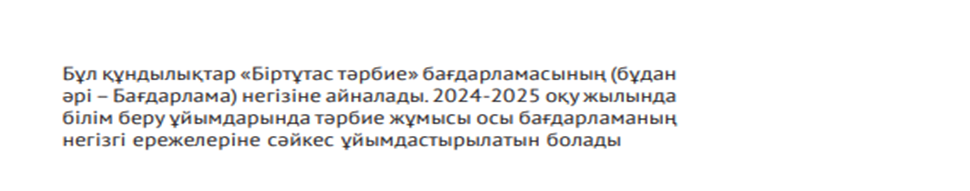 Бұл құндылықтар «Біртұтас тәрбие» бағдарламасының (бұдан
әрі – Бағдарлама) негізіне айналады. 2024-2025 оқу жылында
білім беру ұйымдарында тәрбие жұмысы осы бағдарламаның
негізгі ережелеріне сәйкес ұйымдастырылатын болады